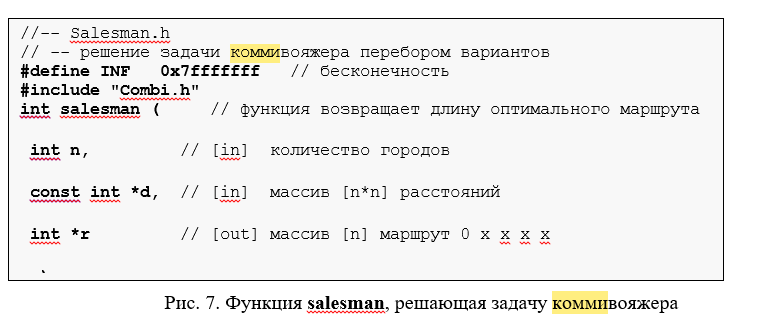 //-- Salesman.h
// -- решение задачи коммивояжера перебором вариантов
#define INF   0x7fffffff   // бесконечность
#include "Combi.h"
int salesman (     // функция возвращает длину оптимального маршрута
int n,         // [in]  количество городов
const int *d,  // [in]  массив [n*n] расстояний
int *r         // [out] массив [n] маршрут 0 x x x x
Рис. 7. Функция salesman, решающая задачу коммивояжера